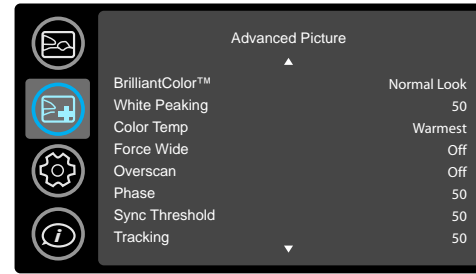 Advanced Picture
BrilliantColor™ Normal Look
White Peaking 50
Color Temp Warmest
Force Wide Off
Overscan Off
Phase 50
Sync Threshold 50
Tracking 50
i